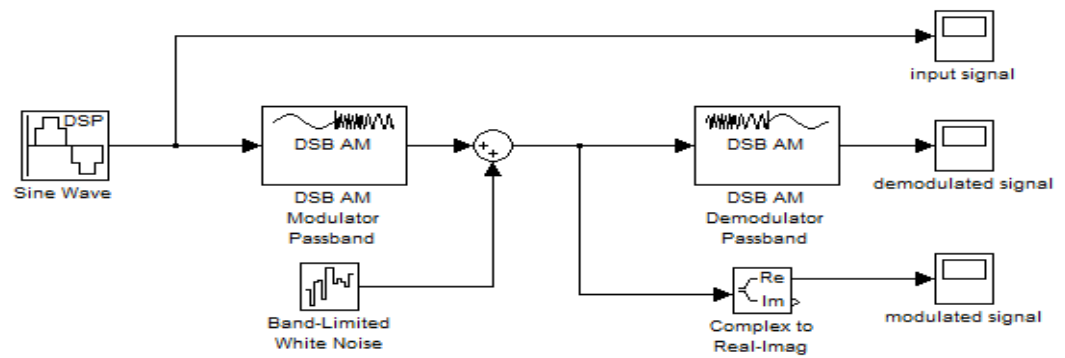 input signal
DSP
Sine Wave
DSB AM
DSB AM
Modulator
Passband
++
DSB AM
DSB AM
Demodulator
Passband
demodulated signal
Band-Limited
White Noise
Re
Im
Complex to
Real-Imag
modulated signal